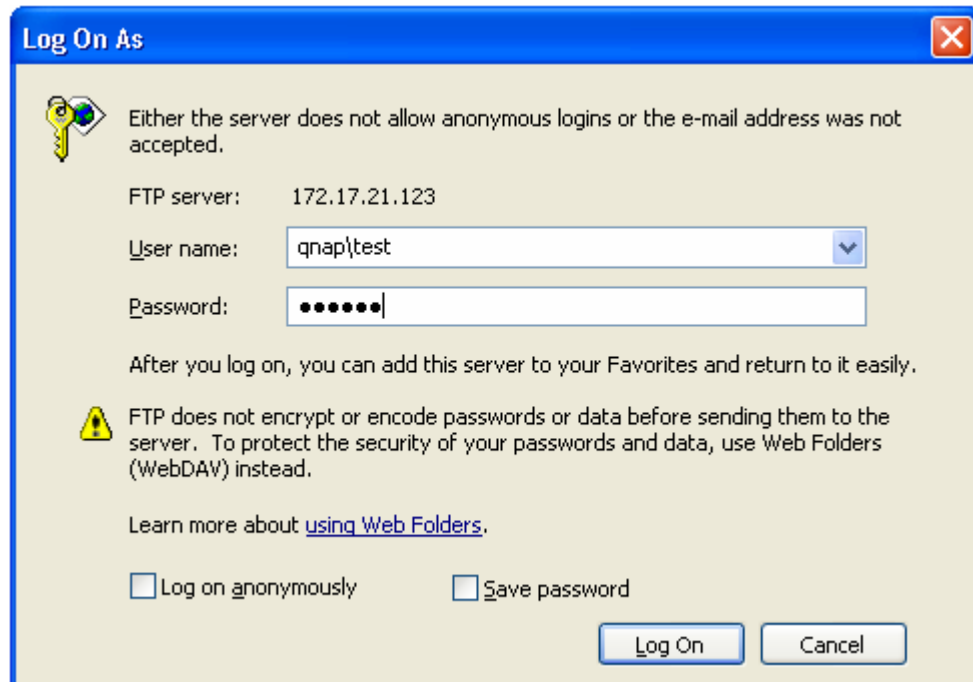 Log On As
Either the server does not allow anonymous logins or the e-mail address was not
accepted.
FTP server: 172.17.21.123
User name: qnap\test
Password: ●●●●●●
After you log on, you can add this server to your Favorites and return to it easily.
FTP does not encrypt or encode passwords or data before sending them to the
server. To protect the security of your passwords and data, use Web Folders
(WebDAV) instead.
Learn more about using Web Folders.
Log on anonymously Save password
Log On Cancel